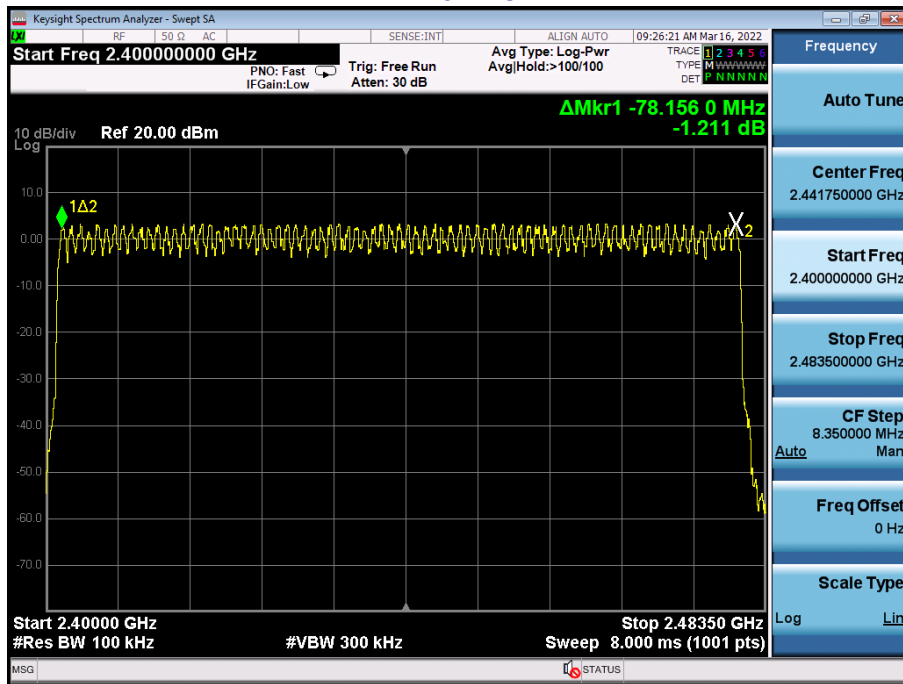 Keysight Spectrum Analyzer - Swept SA
LXI RF 50 Ω AC SENSE:INT ALIGN AUTO 09:26:21 AM Mar 16, 2022
Start Freq 2.400000000 GHz
PNO: Fast
IFGain:Low
Trig: Free Run
Atten: 30 dB
Avg Type: Log-Pwr
Avg|Hold:>100/100
TRACE 1 2 3 4 5 6
TYPE M WWWWW
DET P N N N N N
ΔMkr1 -78.156 0 MHz
-1.211 dB
10 dB/div Ref 20.00 dBm
Log
10.0
0.00
-10.0
-20.0
-30.0
-40.0
-50.0
-60.0
-70.0
1Δ2
X2
Start 2.40000 GHz
#Res BW 100 kHz
#VBW 300 kHz
Stop 2.48350 GHz
Sweep 8.000 ms (1001 pts)
MSG
STATUS
Frequency
Auto Tune
Center Freq
2.441750000 GHz
Start Freq
2.400000000 GHz
Stop Freq
2.483500000 GHz
CF Step
8.350000 MHz
Auto Man
Freq Offset
0 Hz
Scale Type
Log Lin